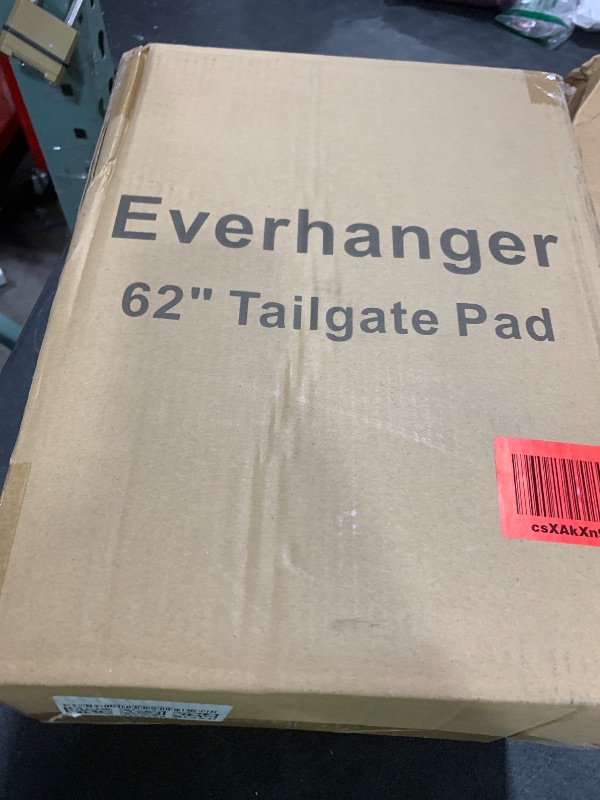 Everhanger
62" Tailgate Pad